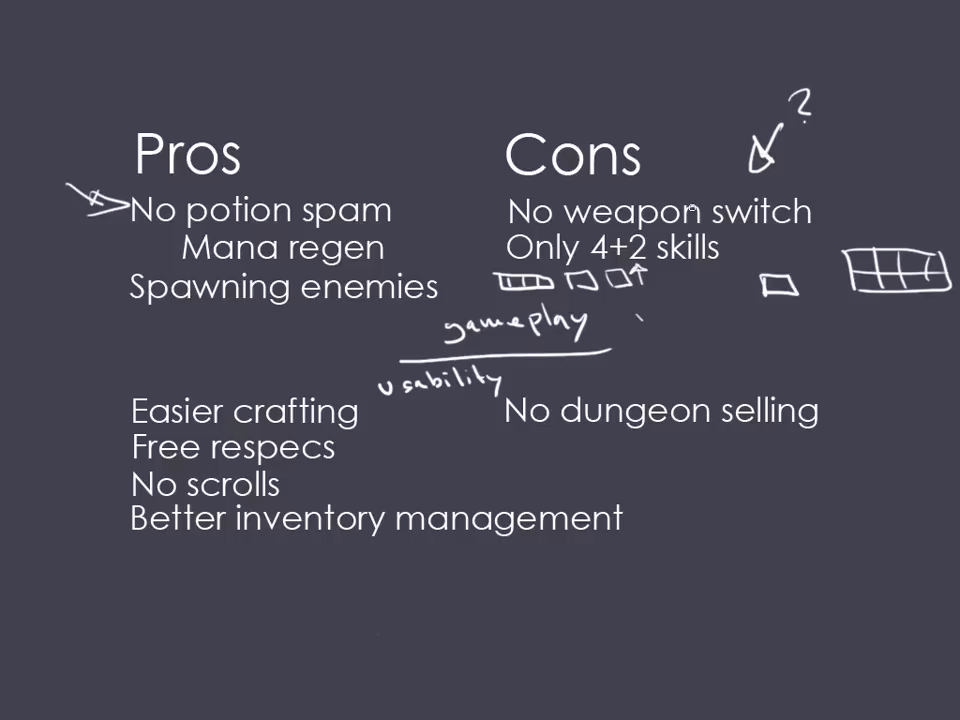 ?
Pros
Cons
No potion spam
No weapon switch
Mana regen
Only 4+2 skills
Spawning enemies
gameplay
usability
Easier crafting
No dungeon selling
Free respecs
No scrolls
Better inventory management